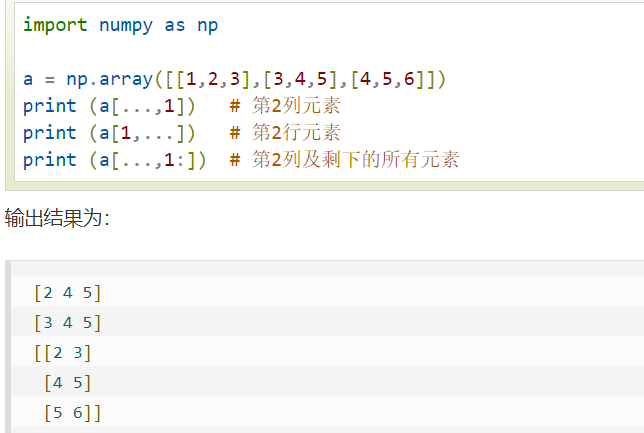 import numpy as np
a = np.array([[1,2,3],[3,4,5],[4,5,6]])
print (a[...,1])   # 第2列元素
print (a[1,...])   # 第2行元素
print (a[...,1:])  # 第2列及剩下的所有元素
输出结果为：
[2 4 5]
[3 4 5]
[[2 3]
 [4 5]
 [5 6]]